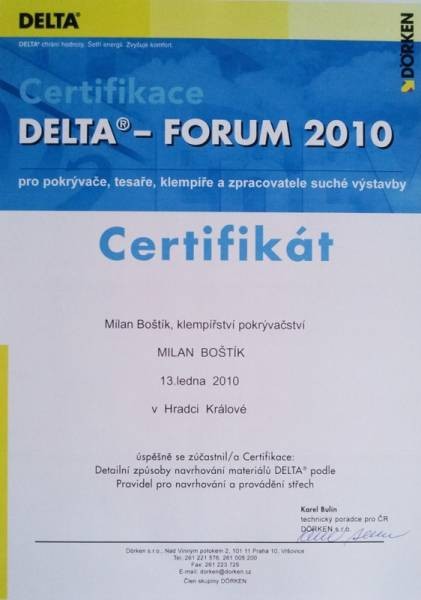 DELTA®
DELTA® chrání hodnoty. Šetří energii. Zvyšuje komfort.
DÖRKEN
Certifikace
DELTA® – FORUM 2010
pro pokrývače, tesaře, klempíře a zpracovatele suché výstavby
Certifikát
Milan Boštík, klempířství pokrývačství
MILAN BOŠTÍK
13.ledna 2010
v Hradci Králové
úspěšně se zúčastnil/a Certifikace:
Detailní způsoby navrhování materiálů DELTA® podle
Pravidel pro navrhování a provádění střech
Karel Bulín
technický poradce pro ČR
DÖRKEN s.r.o.
Dörken s.r.o., Nad Vinným potokem 2, 101 11 Praha 10, Vršovice
Tel: 261 221 576, 261 005 200
Fax: 261 223 725
E-mail: dorken@dorken.cz
Člen skupiny DÖRKEN